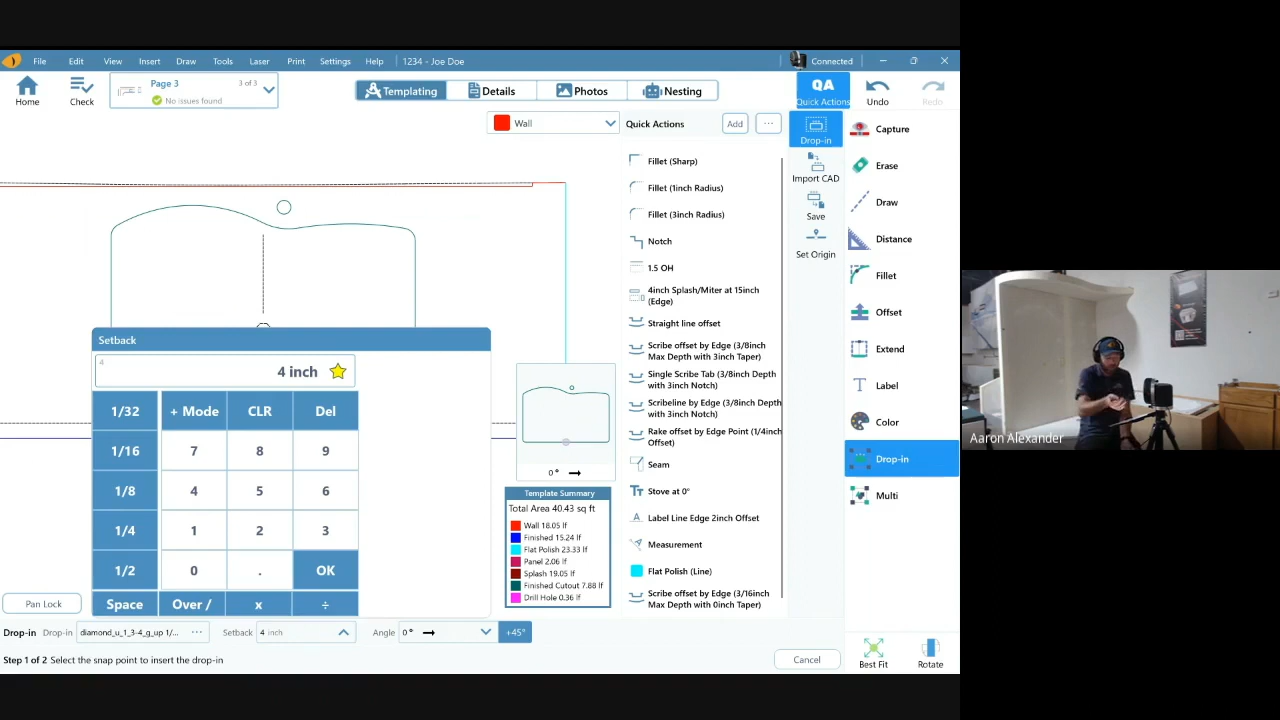 File Edit View Insert Draw Tools Laser Print Settings Help 1234 - Joe Doe Connected
Home
Check
Page 3 3 of 3
No issues found
Templating Details Photos Nesting
QA
Quick Actions
Undo
Redo
Wall
Quick Actions Add ...
Drop-in
Import CAD
Save
Set Origin
Fillet (Sharp)
Fillet (1inch Radius)
Fillet (3inch Radius)
Notch
1.5 OH
4inch Splash/Miter at 15inch
(Edge)
Straight line offset
Scribe offset by Edge (3/8inch
Max Depth with 3inch Taper)
Single Scribe Tab (3/8inch Depth
with 3inch Notch)
Scribeline by Edge (3/8inch Depth
with 3inch Notch)
Rake offset by Edge Point (1/4inch
Offset)
Seam
Stove at 0°
Label Line Edge 2inch Offset
Measurement
Flat Polish (Line)
Scribe offset by Edge (3/16inch
Max Depth with 0inch Taper)
Capture
Erase
Draw
Distance
Fillet
Offset
Extend
Label
Color
Drop-in
Multi
Best Fit
Rotate
Setback
4
4 inch
1/32 + Mode CLR Del
1/16 7 8 9
1/8 4 5 6
1/4 1 2 3
1/2 0 . OK
Space Over / x ÷
0°
Template Summary
Total Area 40.43 sq ft
Wall 18.05 lf
Finished 15.24 lf
Flat Polish 23.33 lf
Panel 2.06 lf
Splash 19.05 lf
Finished Cutout 7.88 lf
Drill Hole 0.36 lf
Pan Lock
Drop-in Drop-in diamond_u_1_3-4_g_up 1/... ... Setback 4 inch Angle 0° +45°
Step 1 of 2 Select the snap point to insert the drop-in
Cancel
Aaron Alexander